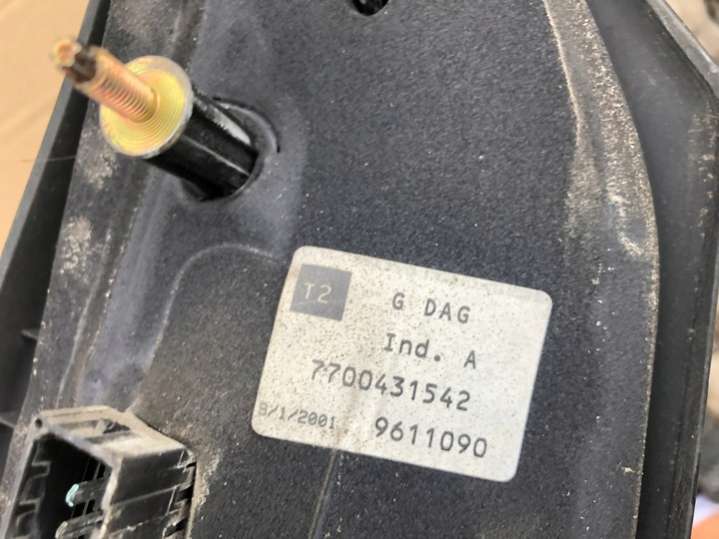 T2
G DAG
Ind. A
7700431542
8/1/2001 9611090